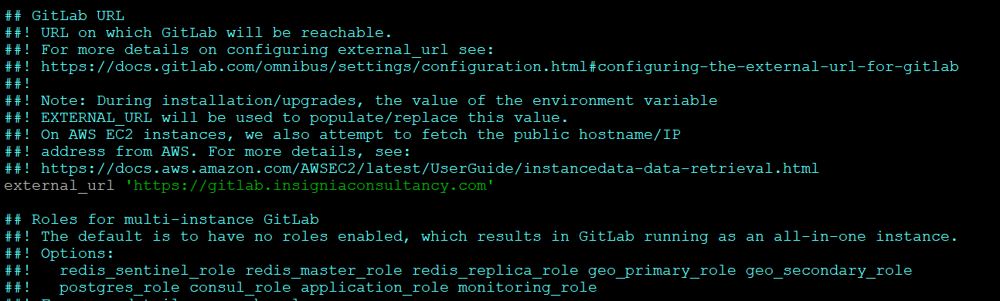 ## GitLab URL
##! URL on which GitLab will be reachable.
##! For more details on configuring external_url see:
##! https://docs.gitlab.com/omnibus/settings/configuration.html#configuring-the-external-url-for-gitlab
##!
##! Note: During installation/upgrades, the value of the environment variable
##! EXTERNAL_URL will be used to populate/replace this value.
##! On AWS EC2 instances, we also attempt to fetch the public hostname/IP
##! address from AWS. For more details, see:
##! https://docs.aws.amazon.com/AWSEC2/latest/UserGuide/instancedata-data-retrieval.html
external_url 'https://gitlab.insigniaconsultancy.com'
## Roles for multi-instance GitLab
##! The default is to have no roles enabled, which results in GitLab running as an all-in-one instance.
##! Options:
##!   redis_sentinel_role redis_master_role redis_replica_role geo_primary_role geo_secondary_role
##!   postgres_role consul_role application_role monitoring_role